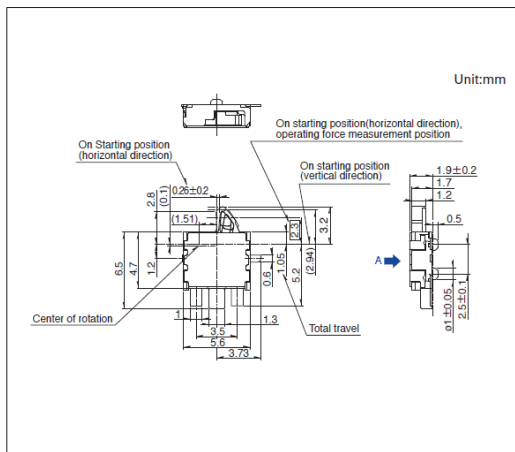 Unit:mm
On starting position(horizontal direction),
operating force measurement position
On Starting position
(horizontal direction)
On starting position
(vertical direction)
0.26±0.2
2.8
(0.1)
(1.51)
2.3
3.2
(2.94)
1.9±0.2
1.7
1.2
0.5
A
6.5
4.7
1.2
0.6
1.05
5.2
ø1±0.05
2.5±0.1
Center of rotation
1
1.3
Total travel
3.5
5.6
3.73